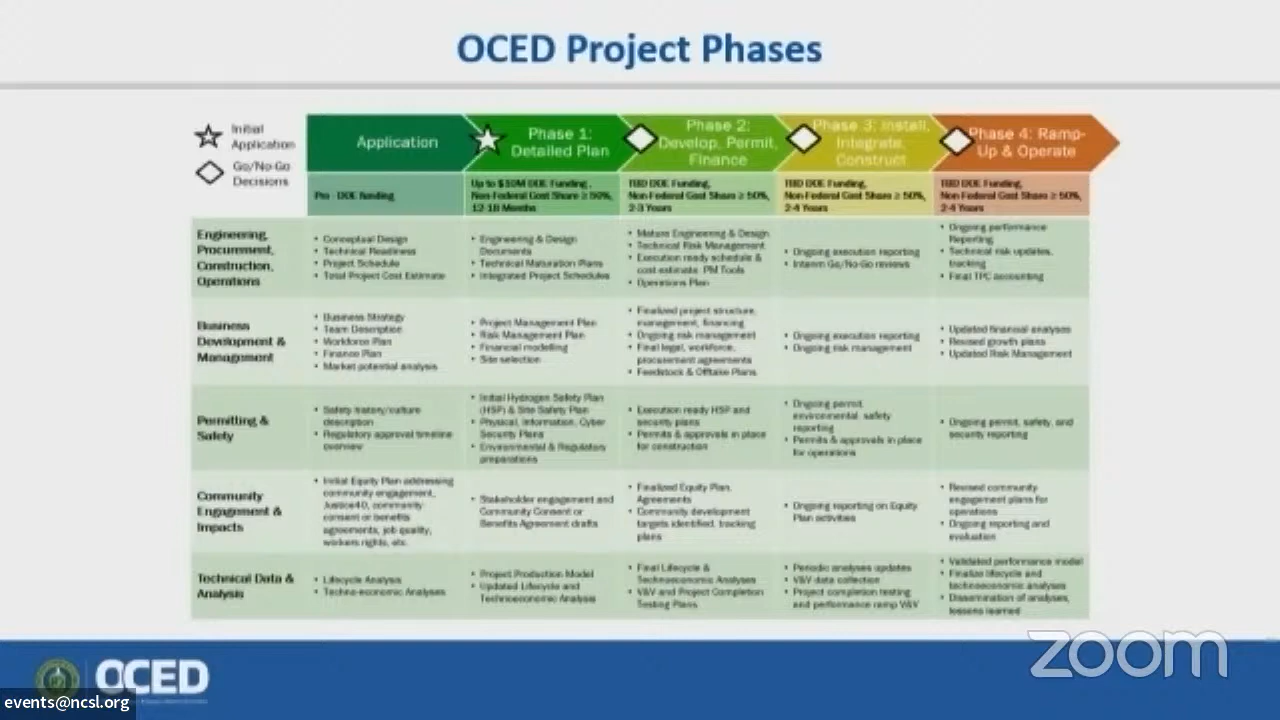 OCED Project Phases
Initial
Application
Go/No-Go
Decisions
Application
Phase 1:
Detailed Plan
Phase 2:
Develop, Permit,
Finance
Phase 3: Install,
Integrate,
Construct
Phase 4: Ramp-
Up & Operate
Pre - DOE funding
Up to $10M DOE Funding,
Non-Federal Cost Share ≥ 50%,
12-18 Months
TBD DOE Funding,
Non-Federal Cost Share ≥ 50%,
2-3 Years
TBD DOE Funding,
Non-Federal Cost Share ≥ 50%,
2-4 Years
TBD DOE Funding,
Non-Federal Cost Share ≥ 50%,
2-4 Years
Engineering,
Procurement,
Construction,
Operations
• Conceptual Design
• Technical Readiness
• Project Schedule
• Total Project Cost Estimate
• Engineering & Design
Documents
• Technical Maturation Plans
• Integrated Project Schedules
• Mature Engineering & Design
• Technical Risk Management
• Execution ready schedule &
cost estimate, PM Tools
• Operations Plan
• Ongoing execution reporting
• Interim Go/No-Go reviews
• Ongoing performance
Reporting,
• Technical risk updates,
tracking
• Final TPC accounting
Business
Development &
Management
• Business Strategy
• Team Description
• Workforce Plan
• Finance Plan
• Market potential analysis
• Project Management Plan
• Risk Management Plan
• Financial modelling
• Site selection
• Finalized project structure,
management, financing
• Ongoing risk management
• Final legal, workforce,
procurement agreements
• Feedstock & Offtake Plans
• Ongoing execution reporting
• Ongoing risk management
• Updated financial analyses
• Revised growth plans
• Updated Risk Management
Permitting &
Safety
• Safety history/culture
description
• Regulatory approval timeline
overview
• Initial Hydrogen Safety Plan
(HSP) & Site Safety Plan
• Physical, Information, Cyber
Security Plans
• Environmental & Regulatory
preparations
• Execution ready HSP and
security plans
• Permits & approvals in place
for construction
• Ongoing permit,
environmental, safety
reporting
• Permits & approvals in place
for operations
• Ongoing permit, safety, and
security reporting
Community
Engagement &
Impacts
• Initial Equity Plan addressing
community engagement,
Justice40, community
consent or benefits
agreements, job quality,
workers rights, etc.
• Stakeholder engagement and
Community Consent or
Benefits Agreement drafts
• Finalized Equity Plan,
Agreements
• Community development
targets identified, tracking
plans
• Ongoing reporting on Equity
Plan activities
• Revised community
engagement plans for
operations
• Ongoing reporting and
evaluation
Technical Data &
Analysis
• Lifecycle Analysis
• Techno-economic Analyses
• Project Production Model
• Updated Lifecycle and
Technoeconomic Analysis
• Final Lifecycle &
Technoeconomic Analyses
• V&V and Project Completion
Testing Plans
• Periodic analyses updates
• V&V data collection
• Project completion testing
and performance ramp V&V
• Validated performance model
• Finalize lifecycle and
technoeconomic analyses
• Dissemination of analyses,
lessons learned
OCED
zoom
events@ncsl.org